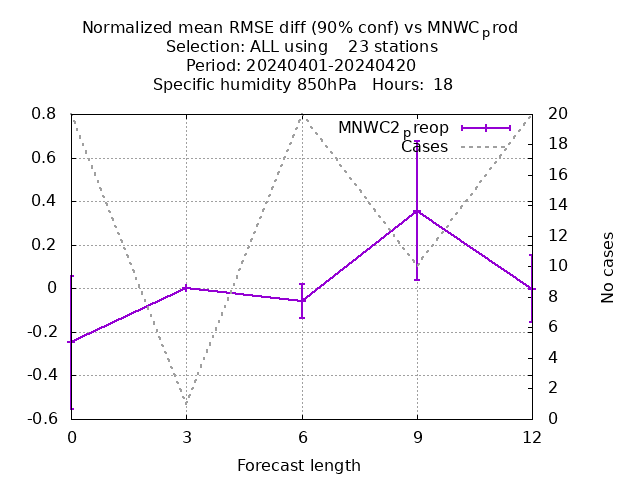 Normalized mean RMSE diff (90% conf) vs MNWCprod
Selection: ALL using    23 stations
Period: 20240401-20240420
Specific humidity 850hPa   Hours:  18
MNWC2preop
Cases
0.8
0.6
0.4
0.2
0
-0.2
-0.4
-0.6
20
18
16
14
12
10
8
6
4
2
0
No cases
0 3 6 9 12
Forecast length